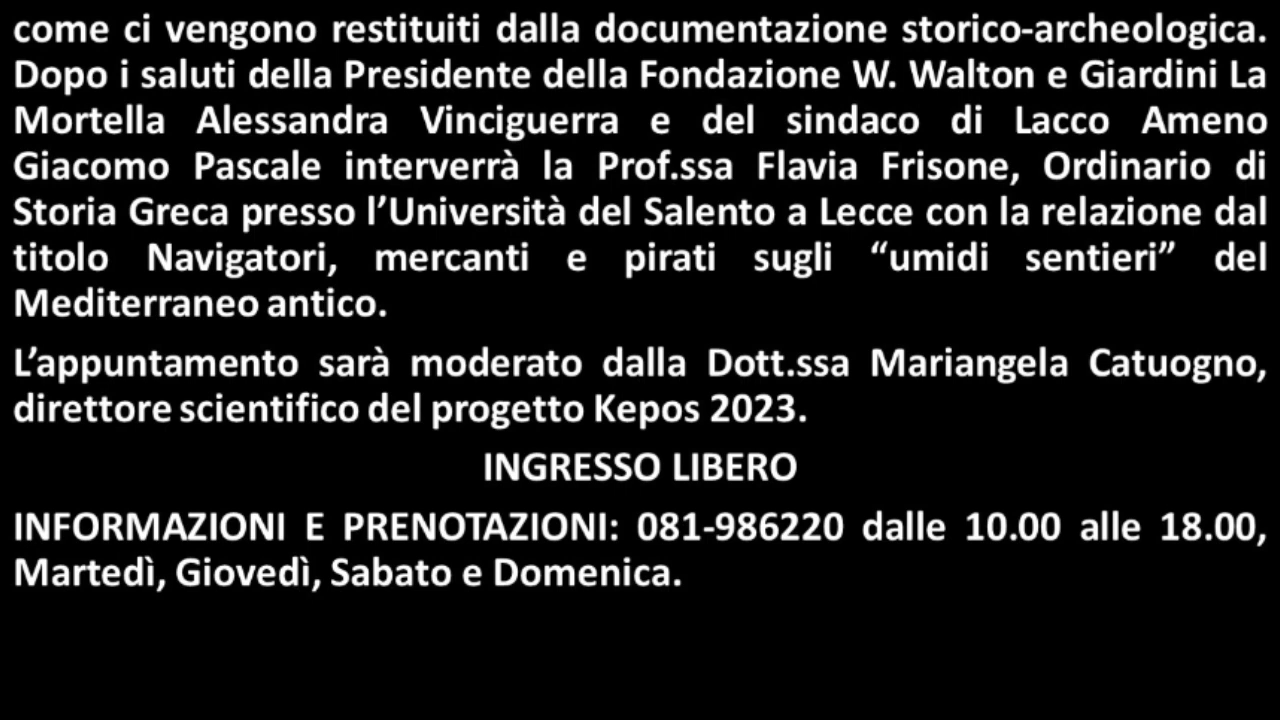 come ci vengono restituiti dalla documentazione storico-archeologica.
Dopo i saluti della Presidente della Fondazione W. Walton e Giardini La
Mortella Alessandra Vinciguerra e del sindaco di Lacco Ameno
Giacomo Pascale interverrà la Prof.ssa Flavia Frisone, Ordinario di
Storia Greca presso l’Università del Salento a Lecce con la relazione dal
titolo Navigatori, mercanti e pirati sugli “umidi sentieri” del
Mediterraneo antico.
L’appuntamento sarà moderato dalla Dott.ssa Mariangela Catuogno,
direttore scientifico del progetto Kepos 2023.
INGRESSO LIBERO
INFORMAZIONI E PRENOTAZIONI: 081-986220 dalle 10.00 alle 18.00,
Martedì, Giovedì, Sabato e Domenica.